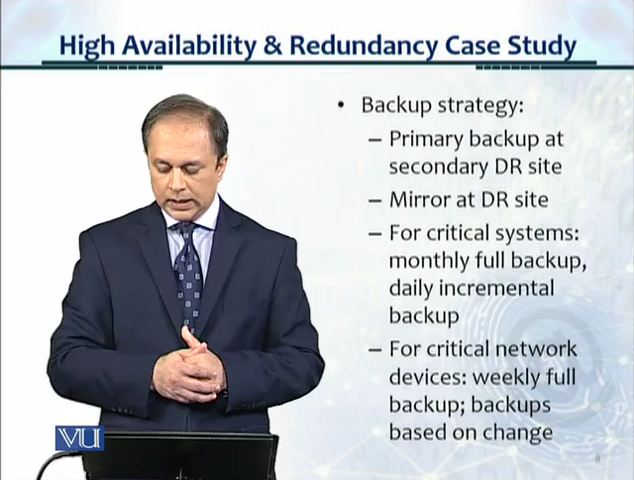 High Availability & Redundancy Case Study
• Backup strategy:
– Primary backup at
secondary DR site
– Mirror at DR site
– For critical systems:
monthly full backup,
daily incremental
backup
– For critical network
devices: weekly full
backup; backups
based on change
VU
8